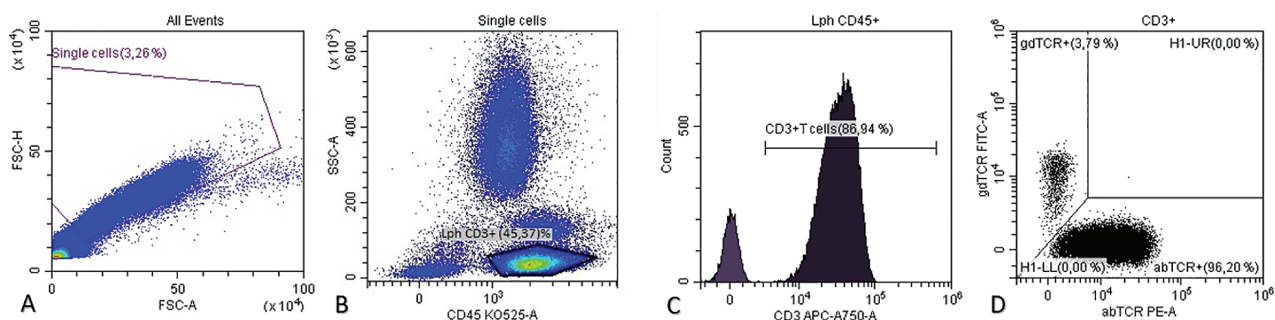 All Events
(x10⁴)
100
Single cells(3,26 %)
FSC-H
50
0
0
50
100
FSC-A
(x10⁴)
A
Single cells
(x10³)
600
SSC-A
400
200
0
Lph CD3+ (45,37)%
0
10³
CD45 KO525-A
B
Lph CD45+
Count
500
0
CD3+T cells(86,94 %)
0
10⁴
10⁵
10⁶
CD3 APC-A750-A
C
CD3+
10⁶
gdTCR+(3,79 %)
H1-UR(0,00 %)
10⁵
gdTCR FITC-A
10⁴
0
H1-LL(0,00 %)
abTCR+(96,20 %)
0
10⁴
10⁵
10⁶
abTCR PE-A
D